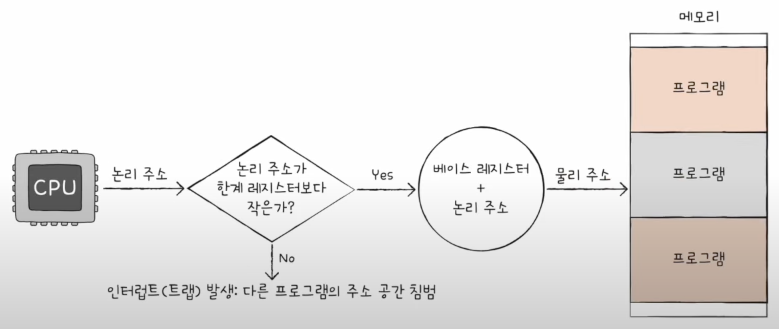 메모리
프로그램
논리 주소
CPU
논리 주소가
한계 레지스터보다
작은가?
Yes
베이스 레지스터
+
논리 주소
물리 주소
프로그램
No
인터럽트(트랩) 발생: 다른 프로그램의 주소 공간 침범
프로그램